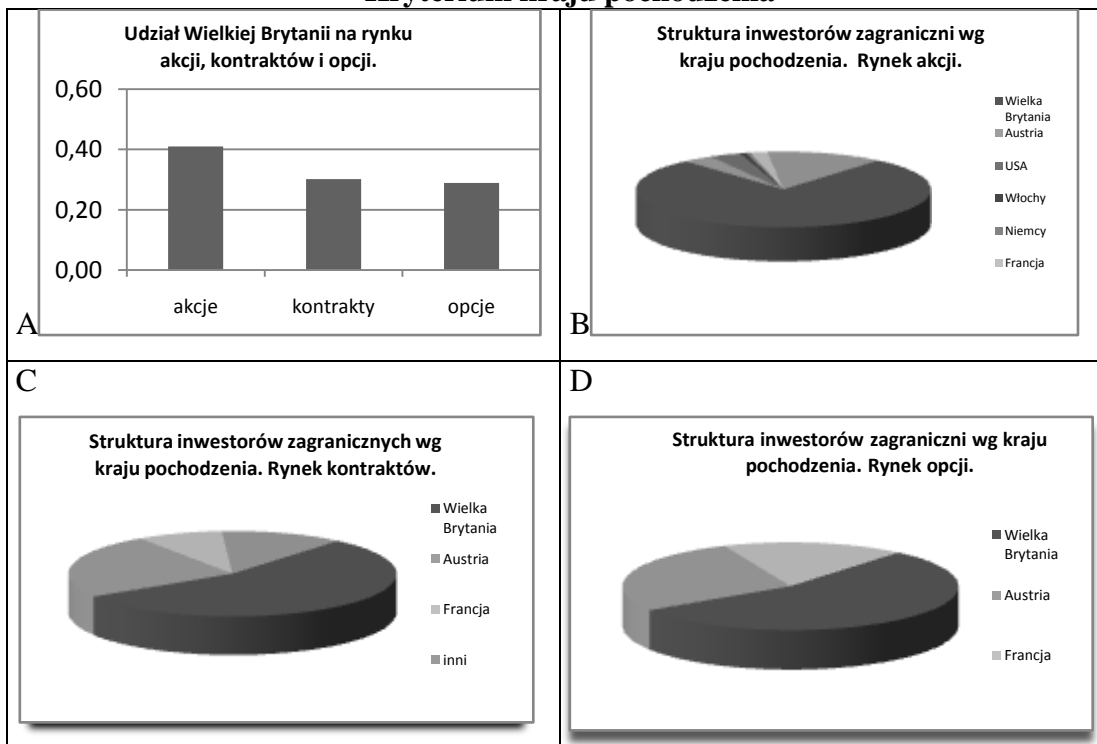 Kryterium kraju pochodzenia
Udział Wielkiej Brytanii na rynku
akcji, kontraktów i opcji.
0,60
0,40
0,20
0,00
akcje kontrakty opcje
A
Struktura inwestorów zagraniczni wg
kraju pochodzenia. Rynek akcji.
Wielka
Brytania
Austria
USA
Włochy
Niemcy
Francja
B
C
Struktura inwestorów zagranicznych wg
kraju pochodzenia. Rynek kontraktów.
Wielka
Brytania
Austria
Francja
inni
D
Struktura inwestorów zagraniczni wg kraju
pochodzenia. Rynek opcji.
Wielka
Brytania
Austria
Francja